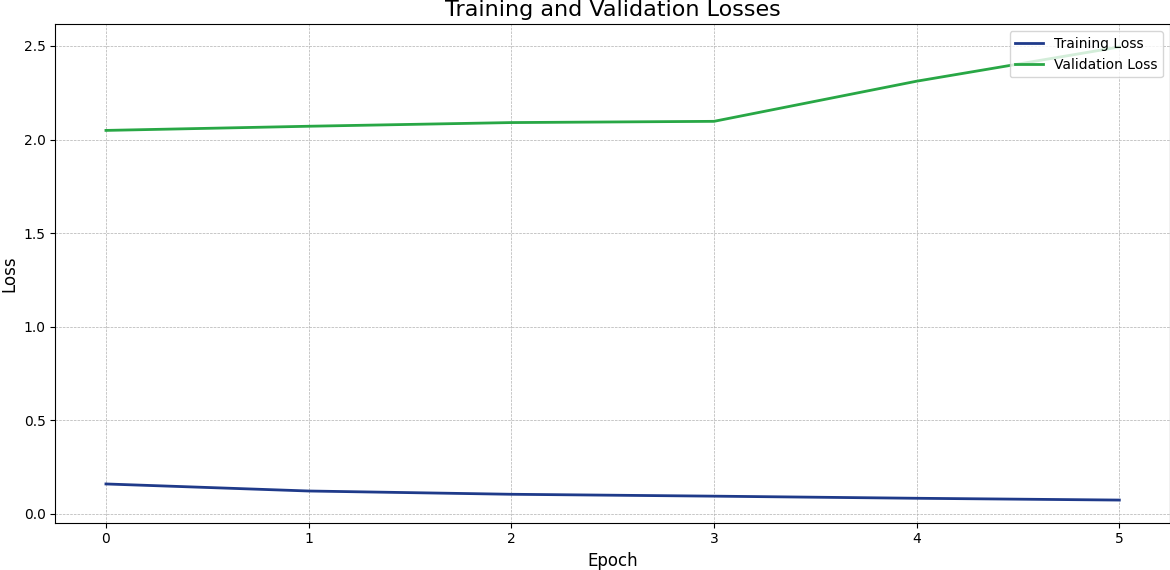 Training and Validation Losses
Training Loss
Validation Loss
2.5
2.0
1.5
1.0
0.5
0.0
Loss
0 1 2 3 4 5
Epoch